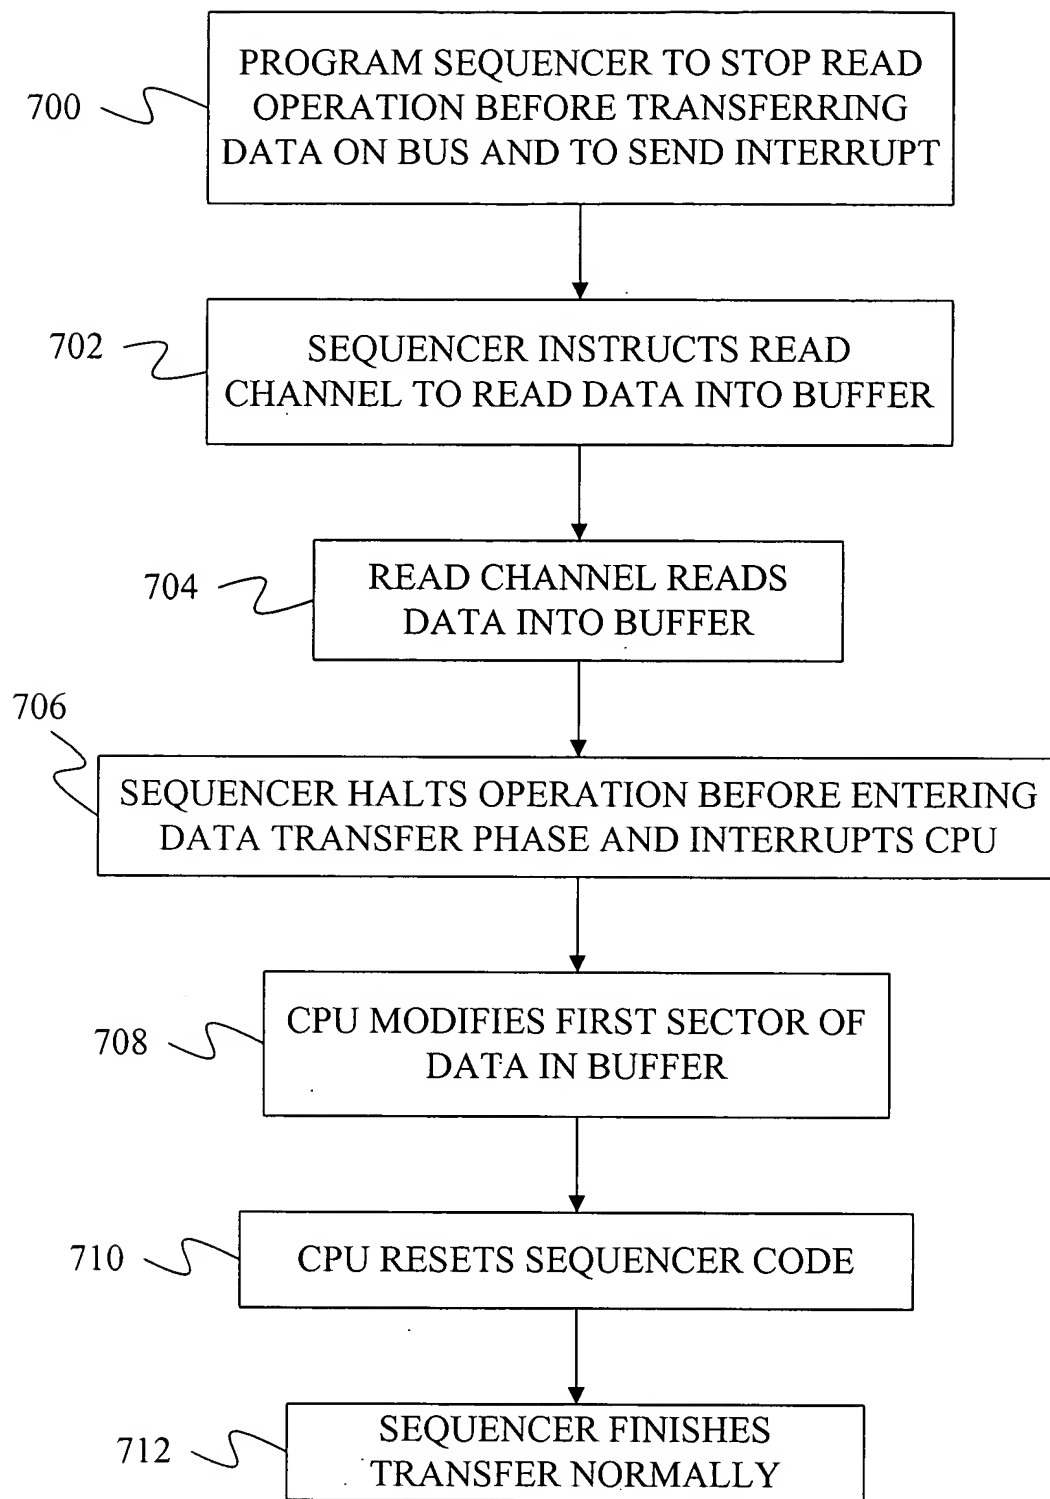 PROGRAM SEQUENCER TO STOP READ
700
OPERATION BEFORE TRANSFERRING
DATA ON BUS AND TO SEND INTERRUPT
702
SEQUENCER INSTRUCTS READ
CHANNEL TO READ DATA INTO BUFFER
704
READ CHANNEL READS
DATA INTO BUFFER
706
SEQUENCER HALTS OPERATION BEFORE ENTERING
DATA TRANSFER PHASE AND INTERRUPTS CPU
708
CPU MODIFIES FIRST SECTOR OF
DATA IN BUFFER
710
CPU RESETS SEQUENCER CODE
712
SEQUENCER FINISHES
TRANSFER NORMALLY